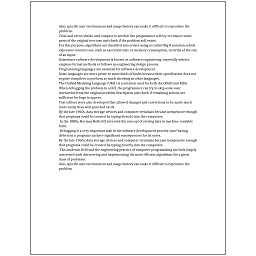 also, specific user environment and usage history can make it difficult to reproduce the
problem.
Trial-and-error/divide-and-conquer is needed: the programmer will try to remove some
parts of the original test case and check if the problem still exists.
For this purpose, algorithms are classified into orders using so-called Big O notation, which
expresses resource use, such as execution time or memory consumption, in terms of the size
of an input.
Sometimes software development is known as software engineering, especially when it
employs formal methods or follows an engineering design process.
Programming languages are essential for software development.
Some languages are more prone to some kinds of faults because their specification does not
require compilers to perform as much checking as other languages.
The Unified Modeling Language (UML) is a notation used for both the OOAD and MDA.
When debugging the problem in a GUI, the programmer can try to skip some user
interaction from the original problem description and check if remaining actions are
sufficient for bugs to appear.
Text editors were also developed that allowed changes and corrections to be made much
more easily than with punched cards.
By the late 1960s, data storage devices and computer terminals became inexpensive enough
that programs could be created by typing directly into the computers.
In the 1880s, Herman Hollerith invented the concept of storing data in machine-readable
form.
Debugging is a very important task in the software development process since having
defects in a program can have significant consequences for its users.
By the late 1960s, data storage devices and computer terminals became inexpensive enough
that programs could be created by typing directly into the computers.
The academic field and the engineering practice of computer programming are both largely
concerned with discovering and implementing the most efficient algorithms for a given
class of problems.
also, specific user environment and usage history can make it difficult to reproduce the
problem.